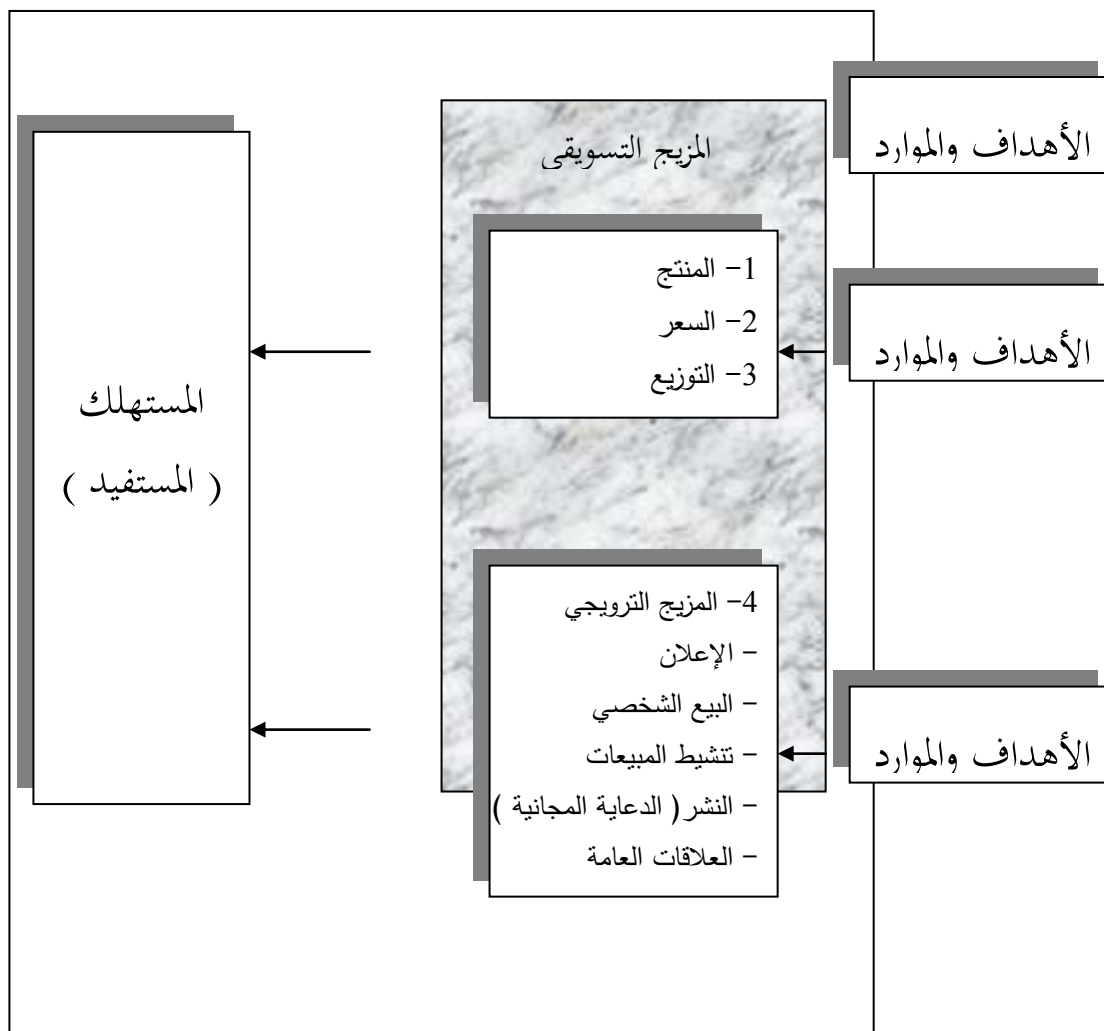 الأهداف والموارد
المزيج التسويقي
1- المنتج
2- السعر
3- التوزيع
الأهداف والموارد
المستهلك
( المستفيد )
4- المزيج الترويجي
- الإعلان
- البيع الشخصي
- تنشيط المبيعات
- النشر ( الدعاية المجانية )
- العلاقات العامة
الأهداف والموارد